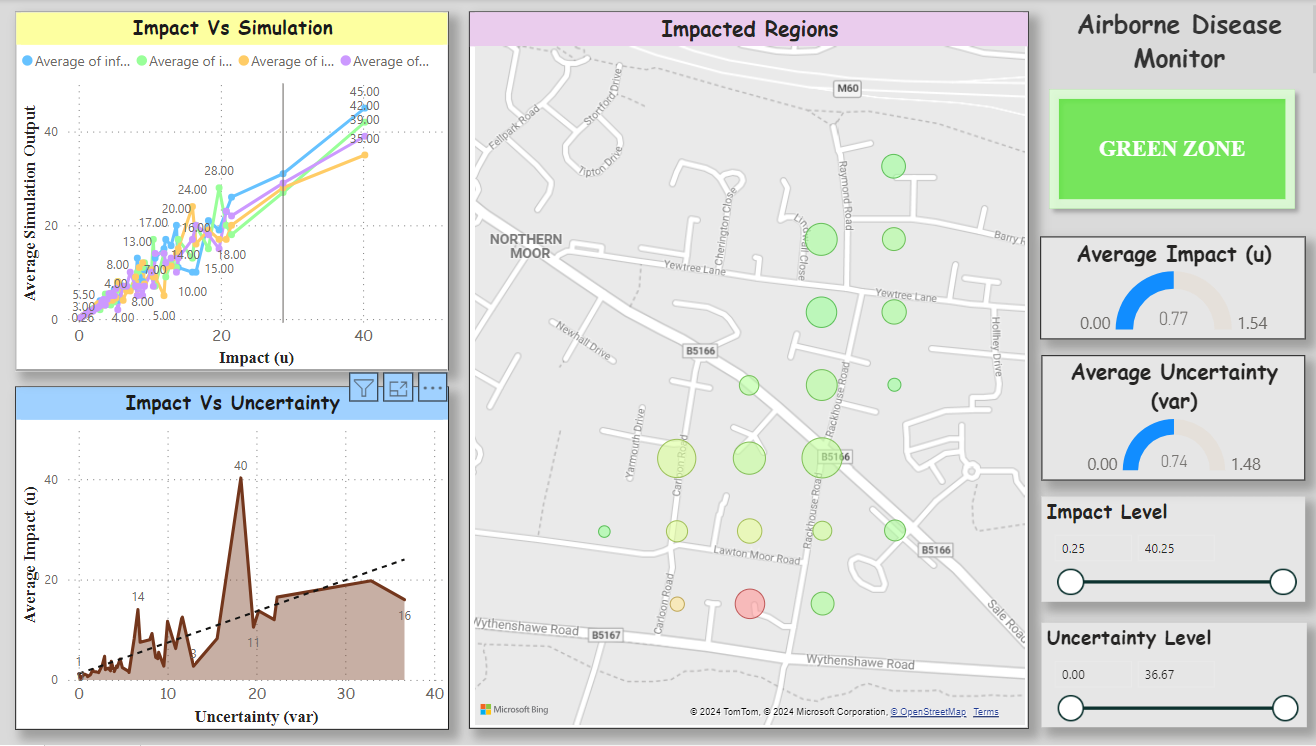 Impact Vs Simulation
Average of inf... Average of i... Average of i... Average of...
Average Simulation Output
40
20
0
45.00
42.00
39.00
35.00
28.00
24.00
20.00
17.00
16.00
13.00
14.00
18.00
8.00
7.00
15.00
4.00
10.00
5.50
3.00
8.00
0.26
4.00
5.00
0 20 40
Impact (u)
Impact Vs Uncertainty
Average Impact (u)
40
20
0
40
14
1
3
11
16
0 10 20 30 40
Uncertainty (var)
Impacted Regions
M60
Fellpark Road
Stortford Drive
Tipton Drive
Raymond Road
Cherington Close
NORTHERN
MOOR
Yewtree Lane
Barry R
Yewtree Lane
Newhall Drive
B5166
Hollhey Drive
Rackhouse Road
Yarmouth Drive
Carloon Road
B5166
Rackhouse Road
Lawton Moor Road
B5166
Carloon Road
Sale Road
Wythenshawe Road
B5167
Wythenshawe Road
Microsoft Bing
© 2024 TomTom, © 2024 Microsoft Corporation, © OpenStreetMap Terms
Airborne Disease
Monitor
GREEN ZONE
Average Impact (u)
0.00 0.77 1.54
Average Uncertainty
(var)
0.00 0.74 1.48
Impact Level
0.25 40.25
Uncertainty Level
0.00 36.67